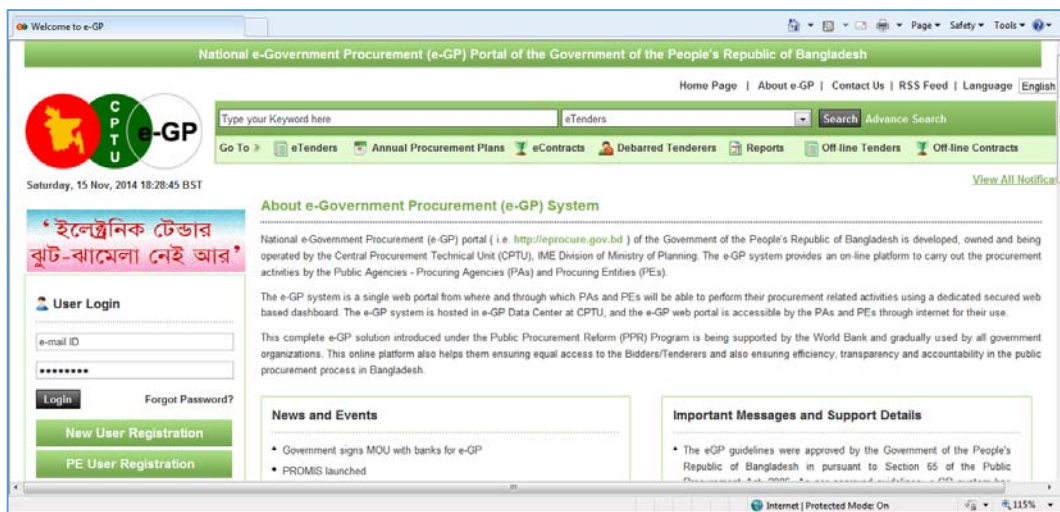 Welcome to e-GP
Page Safety Tools
National e-Government Procurement (e-GP) Portal of the Government of the People's Republic of Bangladesh
Home Page | About e-GP | Contact Us | RSS Feed | Language English
CPTU e-GP
Type your Keyword here eTenders Search Advance Search
Go To » eTenders Annual Procurement Plans eContracts Debarred Tenderers Reports Off-line Tenders Off-line Contracts
Saturday, 15 Nov, 2014 18:28:45 BST
View All Notifica
‘ইলেক্ট্রনিক টেন্ডার
ঝুট-ঝামেলা নেই আর’
User Login
e-mail ID
••••••••
Login Forgot Password?
New User Registration
PE User Registration
About e-Government Procurement (e-GP) System
National e-Government Procurement (e-GP) portal ( i.e. http://eprocure.gov.bd ) of the Government of the People's Republic of Bangladesh is developed, owned and being
operated by the Central Procurement Technical Unit (CPTU), IME Division of Ministry of Planning. The e-GP system provides an on-line platform to carry out the procurement
activities by the Public Agencies - Procuring Agencies (PAs) and Procuring Entities (PEs).
The e-GP system is a single web portal from where and through which PAs and PEs will be able to perform their procurement related activities using a dedicated secured web
based dashboard. The e-GP system is hosted in e-GP Data Center at CPTU, and the e-GP web portal is accessible by the PAs and PEs through internet for their use.
This complete e-GP solution introduced under the Public Procurement Reform (PPR) Program is being supported by the World Bank and gradually used by all government
organizations. This online platform also helps them ensuring equal access to the Bidders/Tenderers and also ensuring efficiency, transparency and accountability in the public
procurement process in Bangladesh.
News and Events
• Government signs MOU with banks for e-GP
• PROMIS launched
Important Messages and Support Details
• The eGP guidelines were approved by the Government of the People's
Republic of Bangladesh in pursuant to Section 65 of the Public
Internet | Protected Mode: On 115%